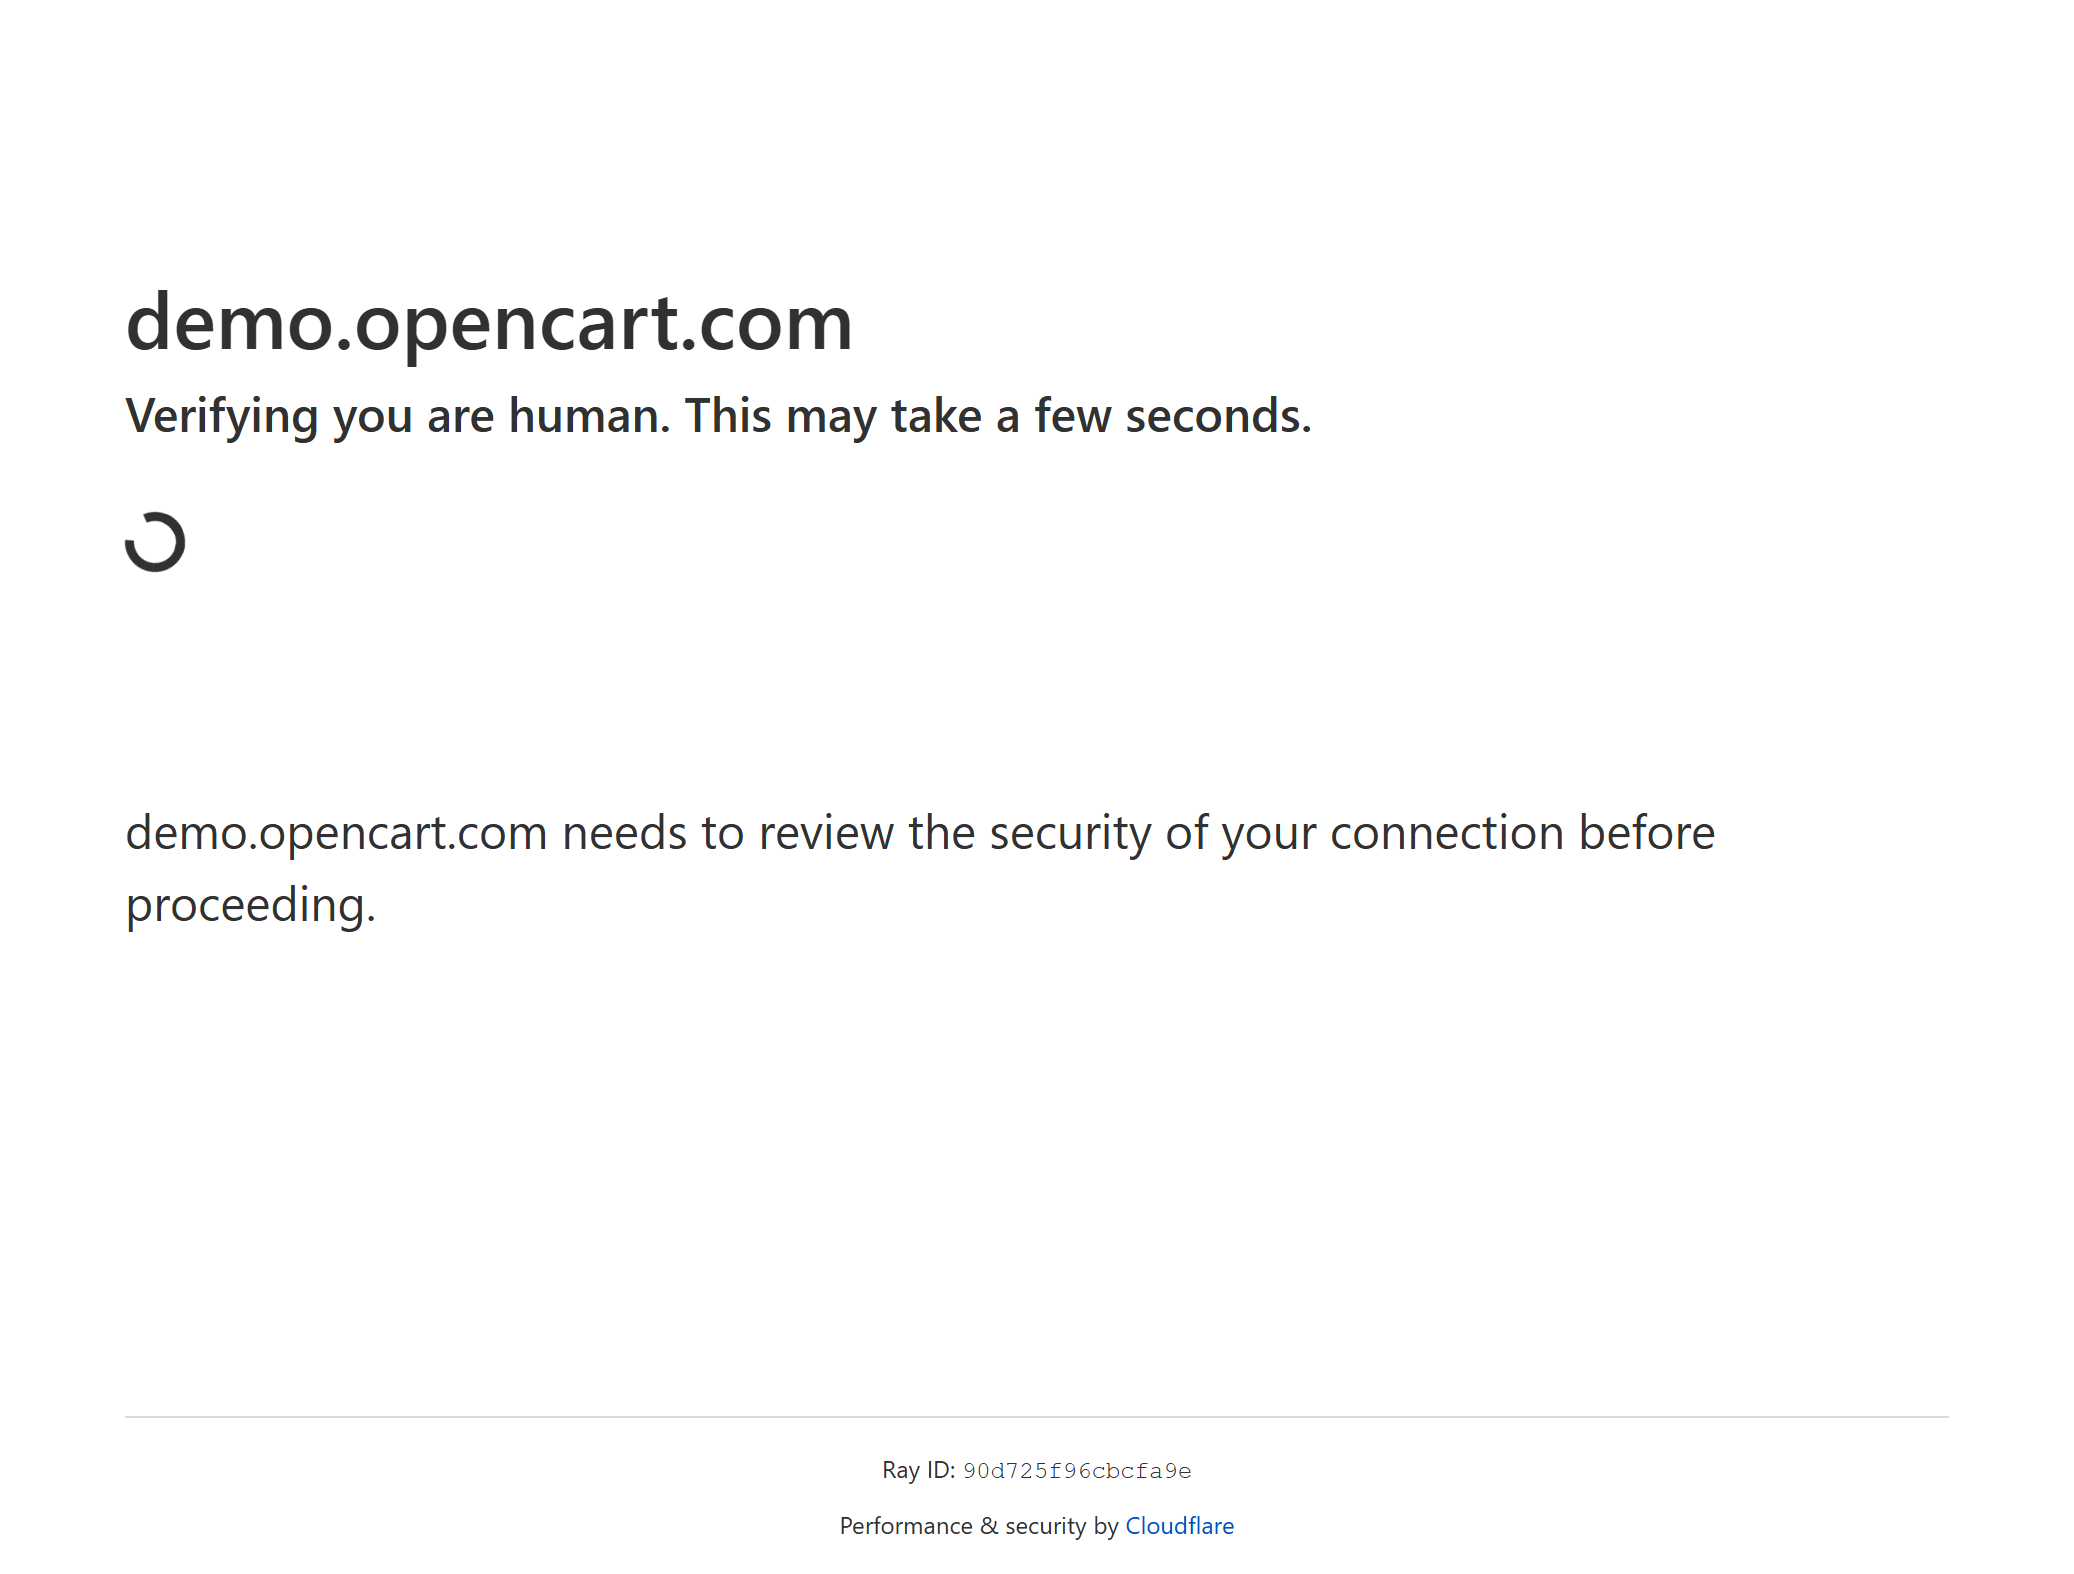 demo.opencart.com
Verifying you are human. This may take a few seconds.
demo.opencart.com needs to review the security of your connection before
proceeding.
Ray ID: 90d725f96cbcfa9e
Performance & security by Cloudflare